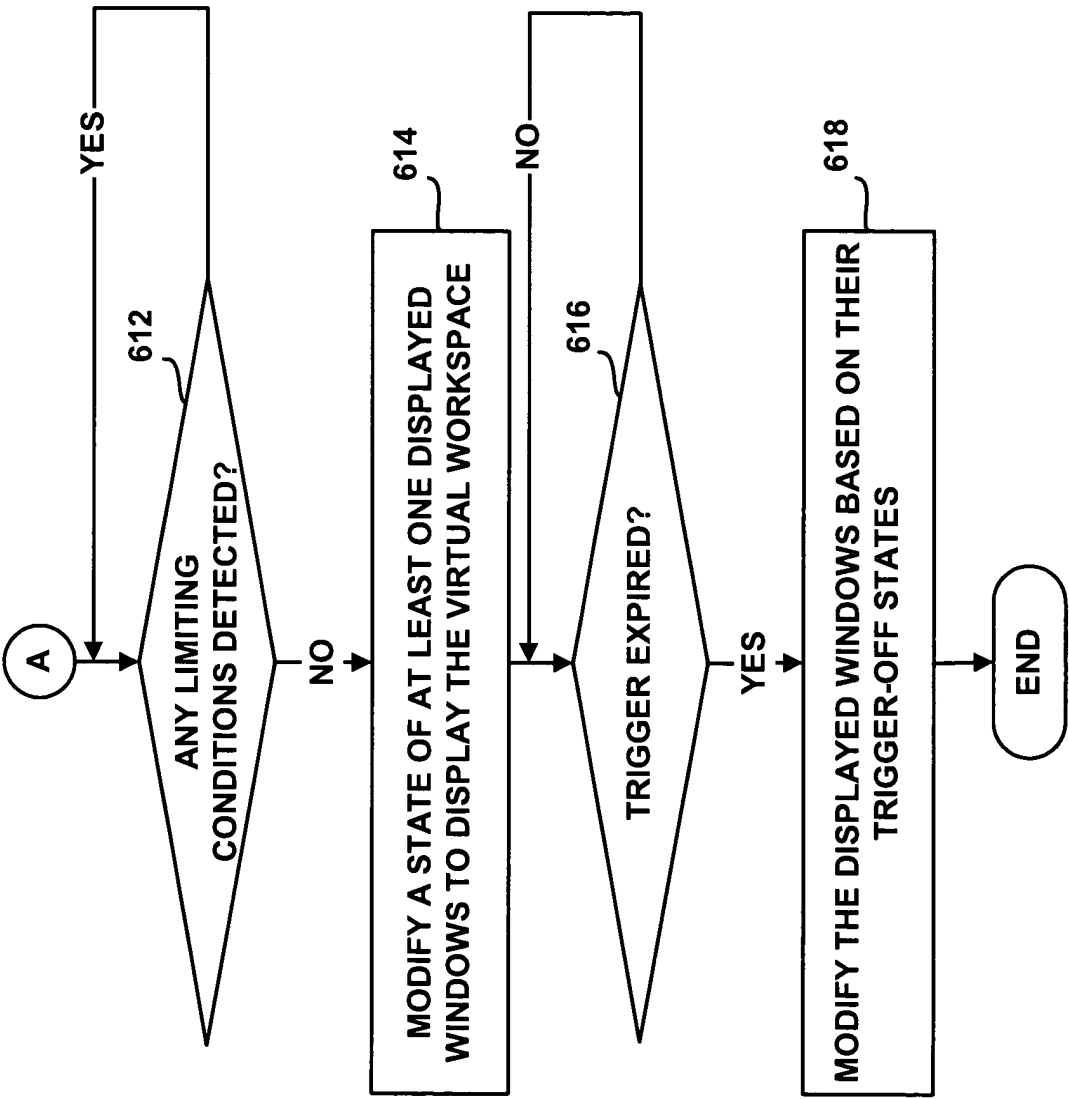 A
YES
612
ANY LIMITING
CONDITIONS DETECTED?
NO
614
MODIFY A STATE OF AT LEAST ONE DISPLAYED
WINDOWS TO DISPLAY THE VIRTUAL WORKSPACE
NO
616
TRIGGER EXPIRED?
YES
618
MODIFY THE DISPLAYED WINDOWS BASED ON THEIR
TRIGGER-OFF STATES
END